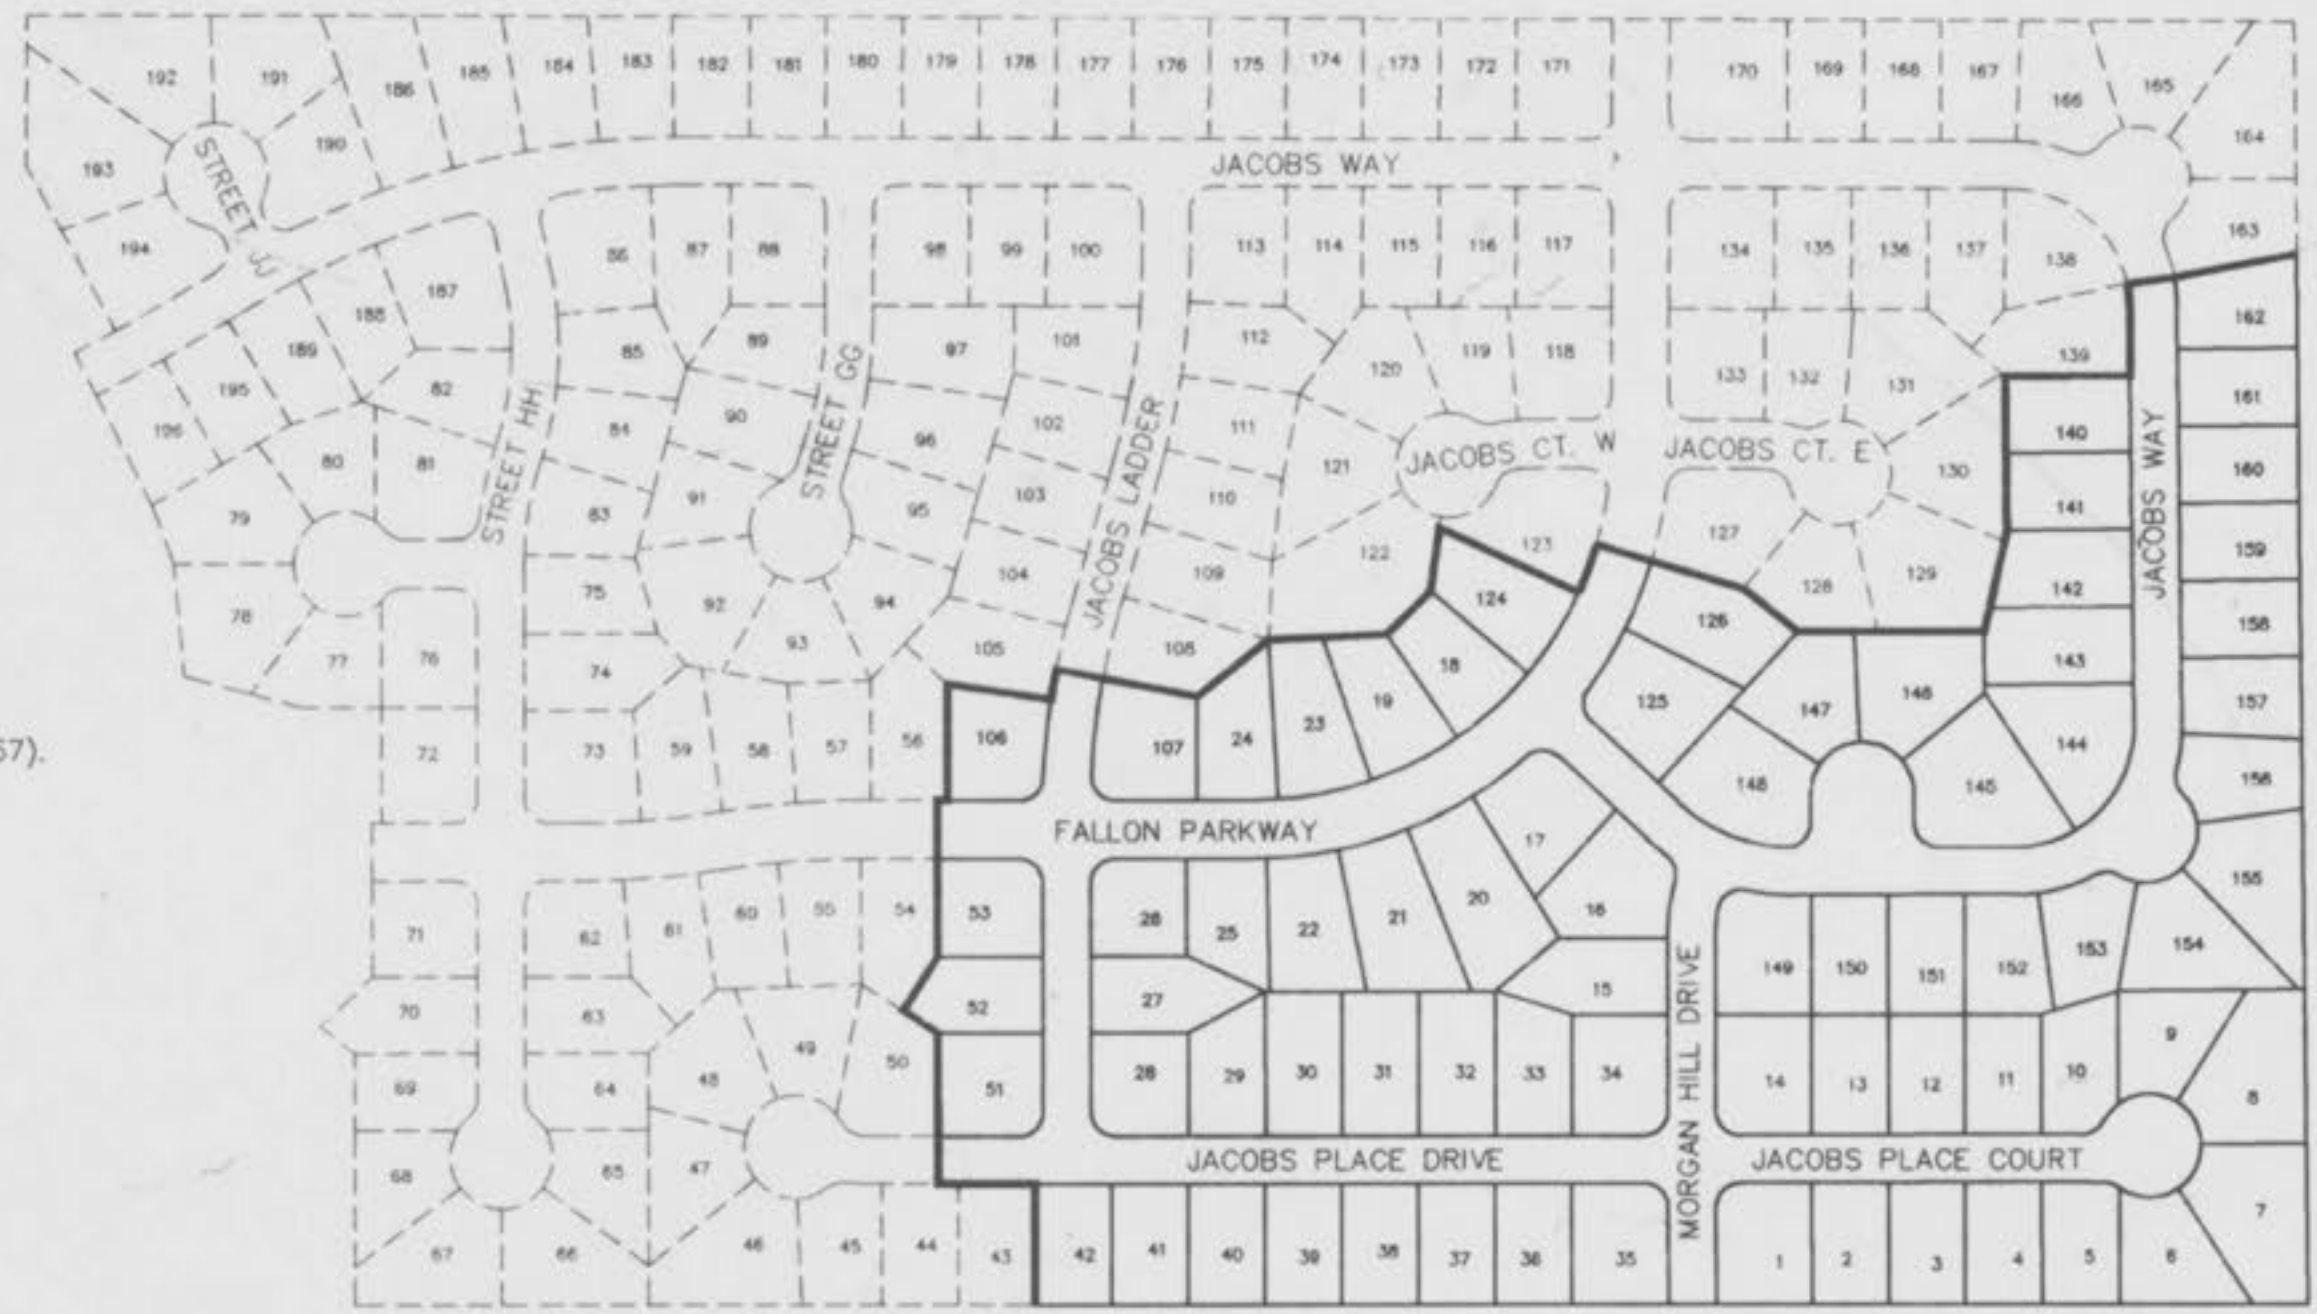 192 191 186 185 184 183 182 181 180 179 178 177 176 175 174 173 172 171 170 169 168 167 166 165
193 STREET JJ 190 JACOBS WAY 164
194 187 188 86 87 88 98 99 100 113 114 115 116 117 134 135 136 137 138 163
196 195 189 82 85 89 97 101 112 120 119 118 133 132 131 139 162
STREET HH STREET GG JACOBS LADDER JACOBS WAY
80 81 84 90 96 102 111 121 JACOBS CT. W JACOBS CT. E 130 140 161
79 83 91 95 103 110 141 160
78 75 92 94 104 109 122 123 127 128 129 142 159
77 76 74 93 105 108 124 126 143 158
57).
72 73 59 58 57 56 106 107 24 23 19 18 125 147 146 144 157
148 145 156
FALLON PARKWAY 17
71 62 61 60 55 54 53 26 25 22 21 20 16 155
MORGAN HILL DRIVE
70 63 49 50 52 27 15 149 150 151 152 153 154
69 64 48 51 28 29 30 31 32 33 34 14 13 12 11 10 9 8
68 65 47 JACOBS PLACE DRIVE JACOBS PLACE COURT
67 66 46 45 44 43 42 41 40 39 38 37 36 35 1 2 3 4 5 6 7